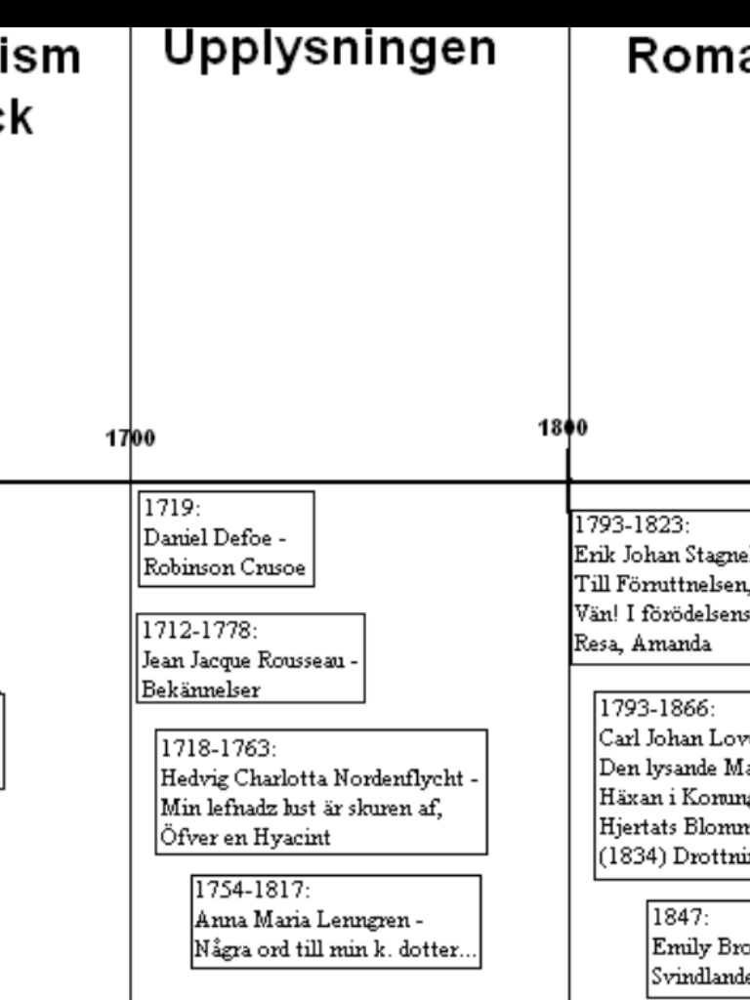 ism
ck
Upplysningen
Roma
1700
1800
1719:
Daniel Defoe -
Robinson Crusoe
1712-1778:
Jean Jacque Rousseau -
Bekännelser
1718-1763:
Hedvig Charlotta Nordenflycht -
Min lefnadz lust är skuren af,
Öfver en Hyacint
1754-1817:
Anna Maria Lenngren -
Några ord till min k. dotter...
1793-1823:
Erik Johan Stagnel
Till Förruttnelsen,
Vän! I förödelsens
Resa, Amanda
1793-1866:
Carl Johan Lov
Den lysande Ma
Häxan i Konung
Hjertats Blomm
(1834) Drottnin
1847:
Emily Bro
Svindlande